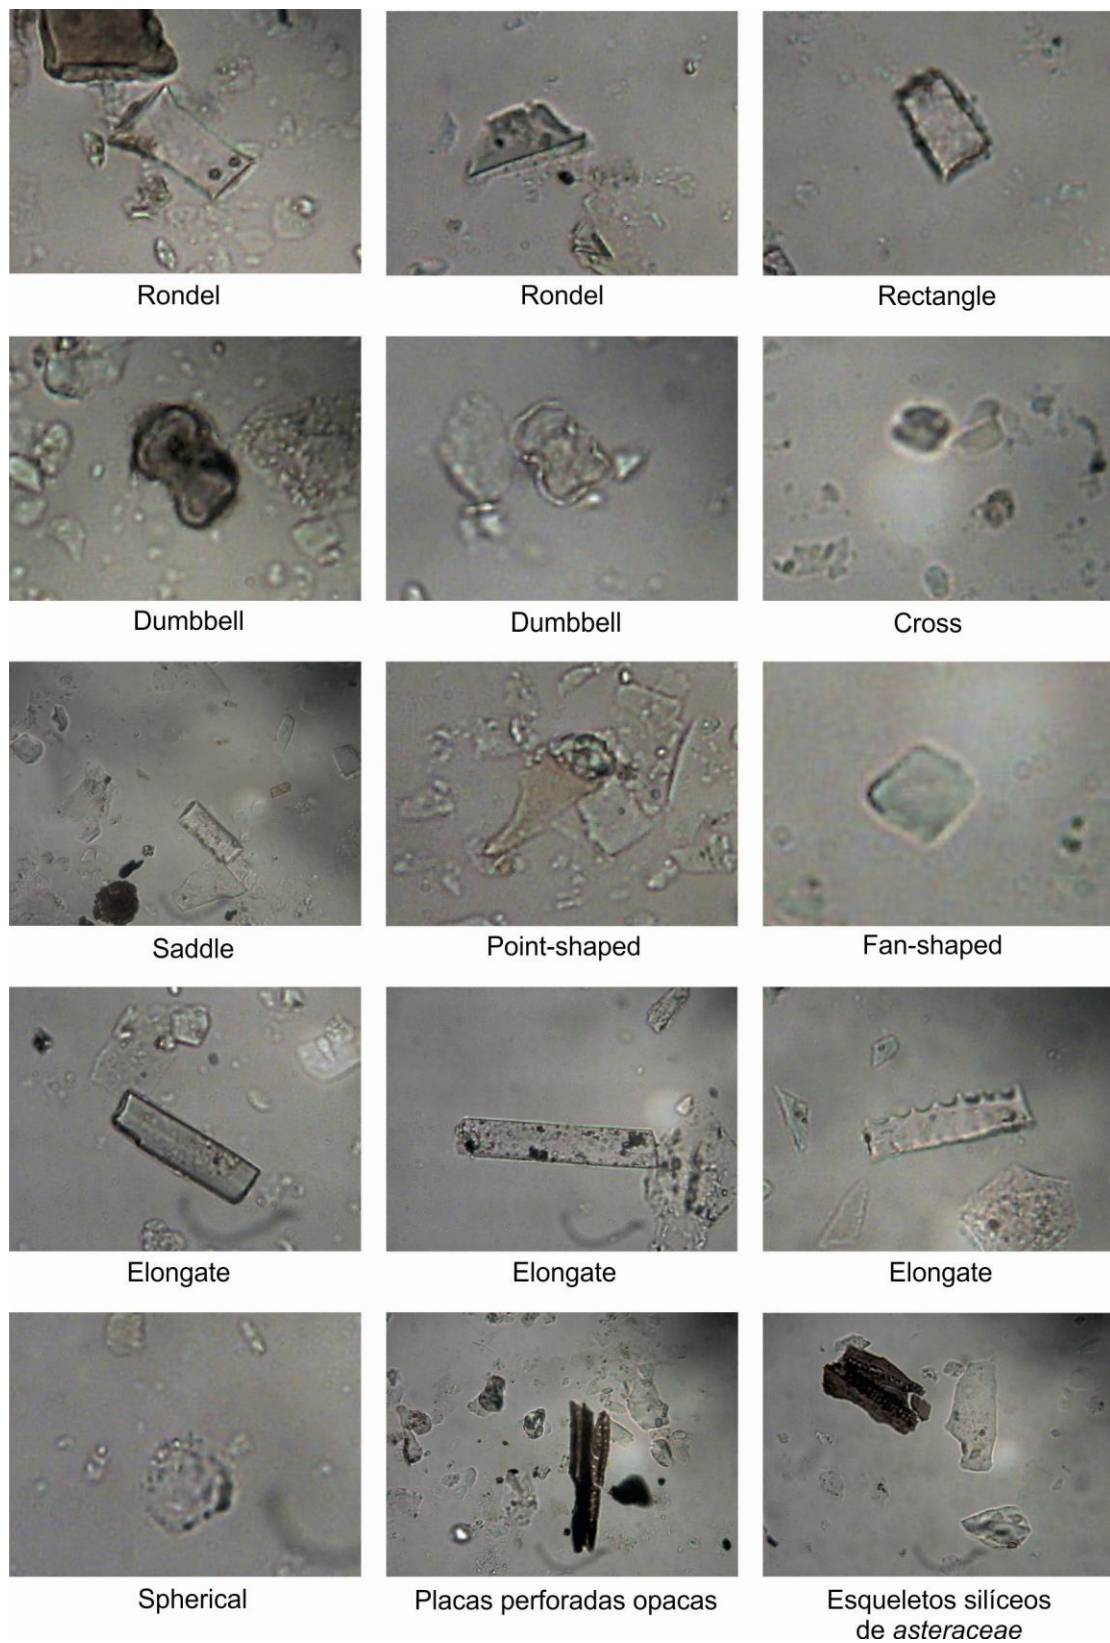 Rondel
Rondel
Rectangle
Dumbbell
Dumbbell
Cross
Saddle
Point-shaped
Fan-shaped
Elongate
Elongate
Elongate
Spherical
Placas perforadas opacas
Esqueletos silíceos
de asteraceae